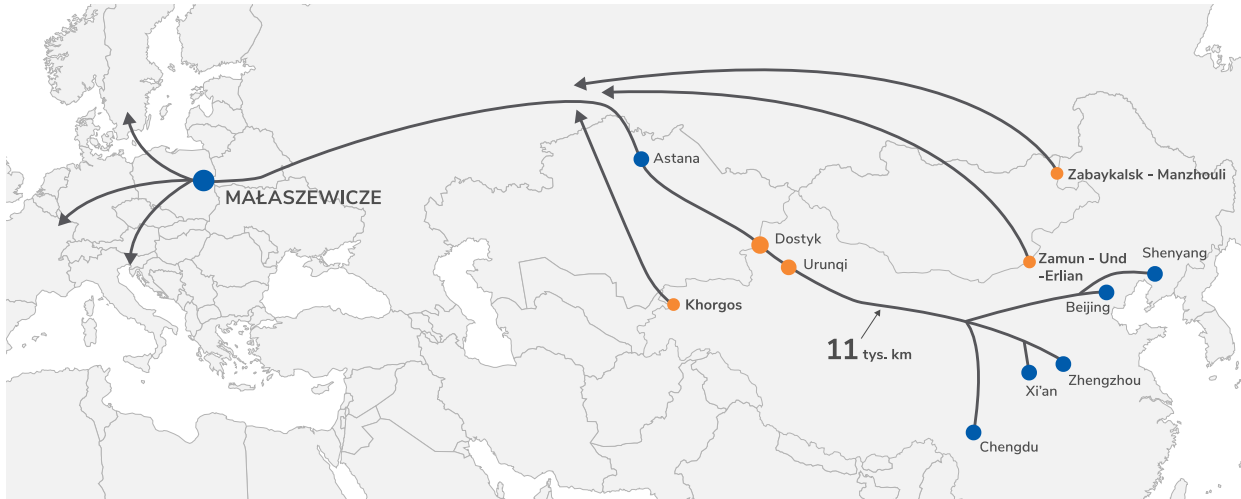 Astana
Zabaykalsk - Manzhouli
MAŁASZEWICZE
Dostyk
Urunqi
Zamun - Und
-Erlian
Shenyang
Khorgos
Beijing
11 tys. km
Xi'an
Zhengzhou
Chengdu